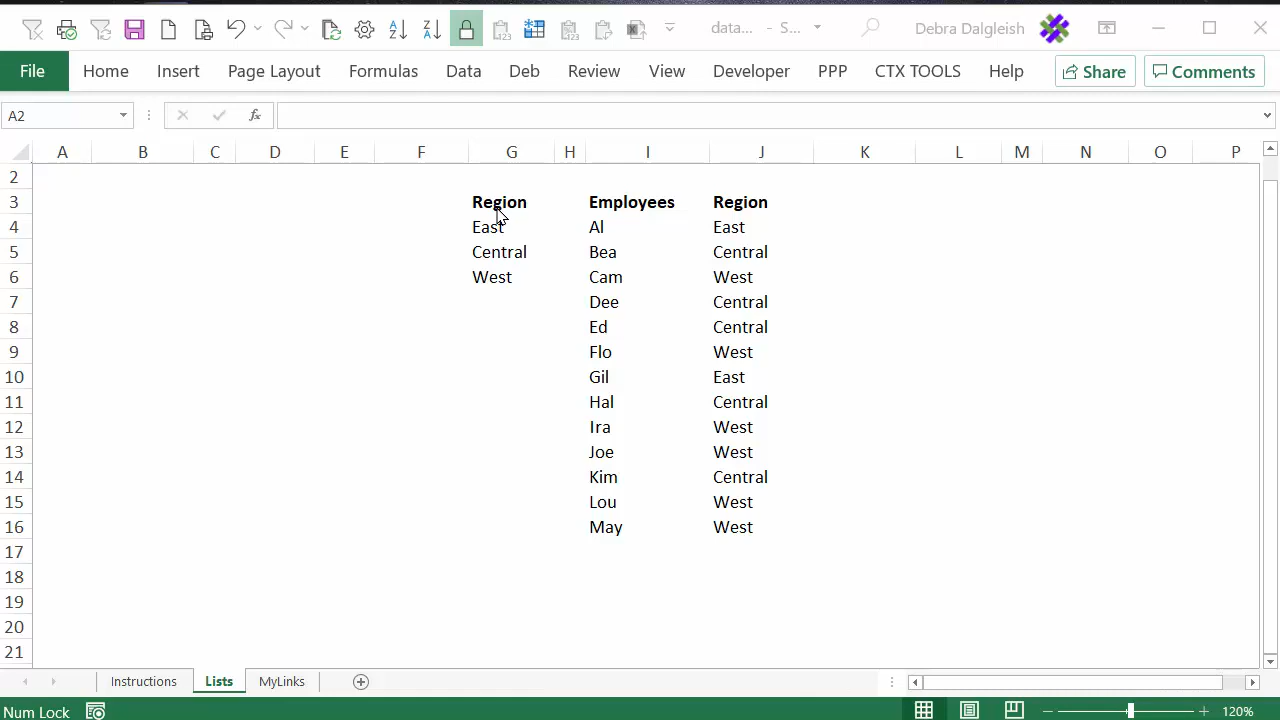 data... - S... Debra Dalgleish
File Home Insert Page Layout Formulas Data Deb Review View Developer PPP CTX TOOLS Help Share Comments
A2 fx
A B C D E F G H I J K L M N O P
2
3 Region Employees Region
4 East Al East
5 Central Bea Central
6 West Cam West
7 Dee Central
8 Ed Central
9 Flo West
10 Gil East
11 Hal Central
12 Ira West
13 Joe West
14 Kim Central
15 Lou West
16 May West
17
18
19
20
21
Instructions Lists MyLinks
Num Lock 120%